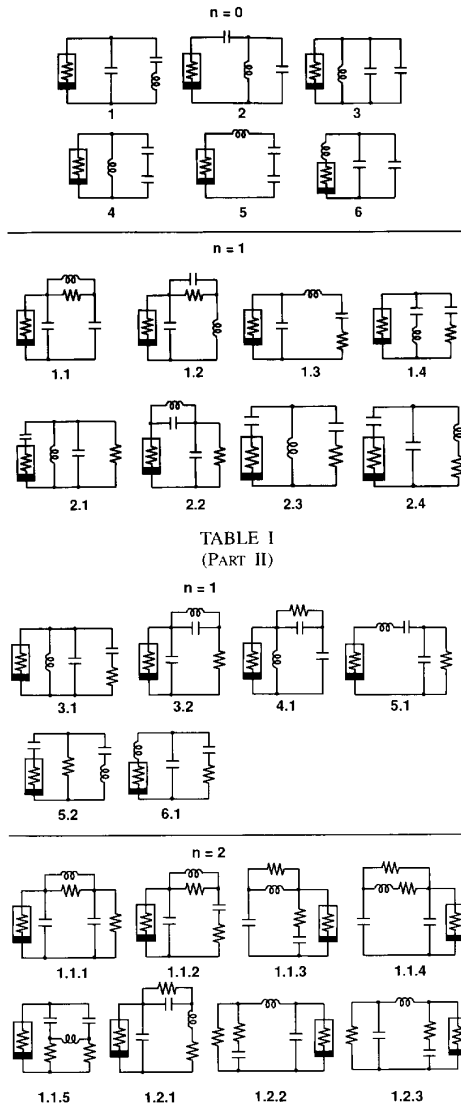 n = 0
1 2 3
4 5 6
n = 1
1.1 1.2 1.3 1.4
2.1 2.2 2.3 2.4
TABLE I
(PART II)
n = 1
3.1 3.2 4.1 5.1
5.2 6.1
n = 2
1.1.1 1.1.2 1.1.3 1.1.4
1.1.5 1.2.1 1.2.2 1.2.3